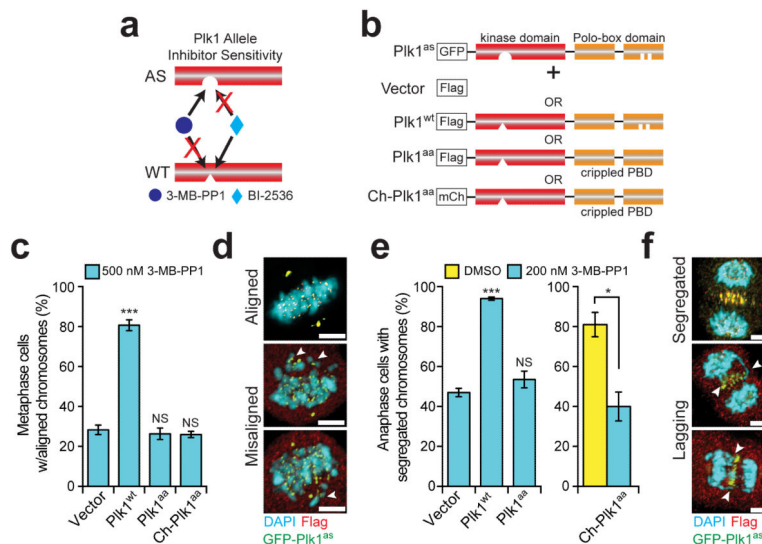 a
Plk1 Allele
Inhibitor Sensitivity
AS
WT
3-MB-PP1 BI-2536
b
kinase domain Polo-box domain
Plk1as GFP
+
Vector Flag
OR
Plk1wt Flag
OR
Plk1aa Flag
crippled PBD
OR
Ch-Plk1aa mCh
crippled PBD
c
500 nM 3-MB-PP1
Metaphase cells
w/aligned chromosomes (%)
100
80
60
40
20
0
***
NS
NS
Vector
Plk1wt
Plk1aa
Ch-Plk1aa
d
Aligned
Misaligned
DAPI Flag
GFP-Plk1as
e
DMSO 200 nM 3-MB-PP1
Anaphase cells with
segregated chromosomes (%)
100
80
60
40
20
0
***
NS
Vector
Plk1wt
Plk1aa
100
80
60
40
20
0
*
Ch-Plk1aa
f
Segregated
Lagging
DAPI Flag
GFP-Plk1as